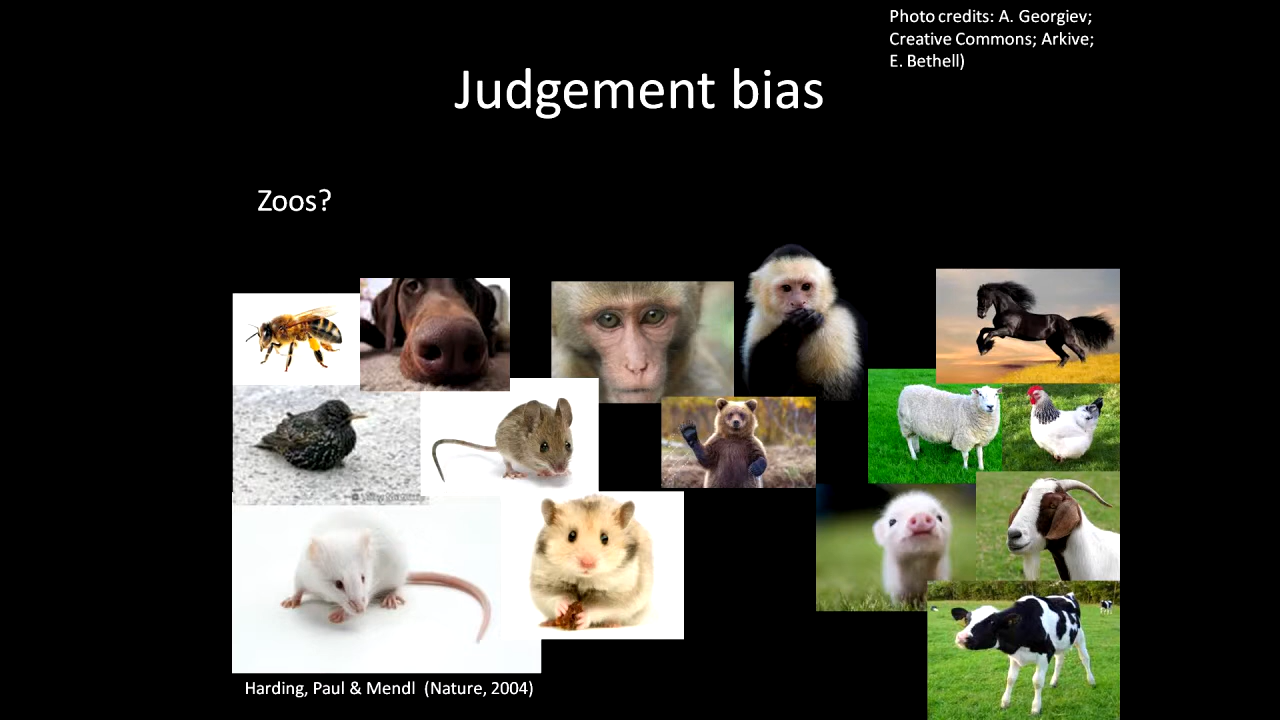 Photo credits: A. Georgiev;
Creative Commons; Arkive;
E. Bethell)
Judgement bias
Zoos?
Harding, Paul & Mendl (Nature, 2004)